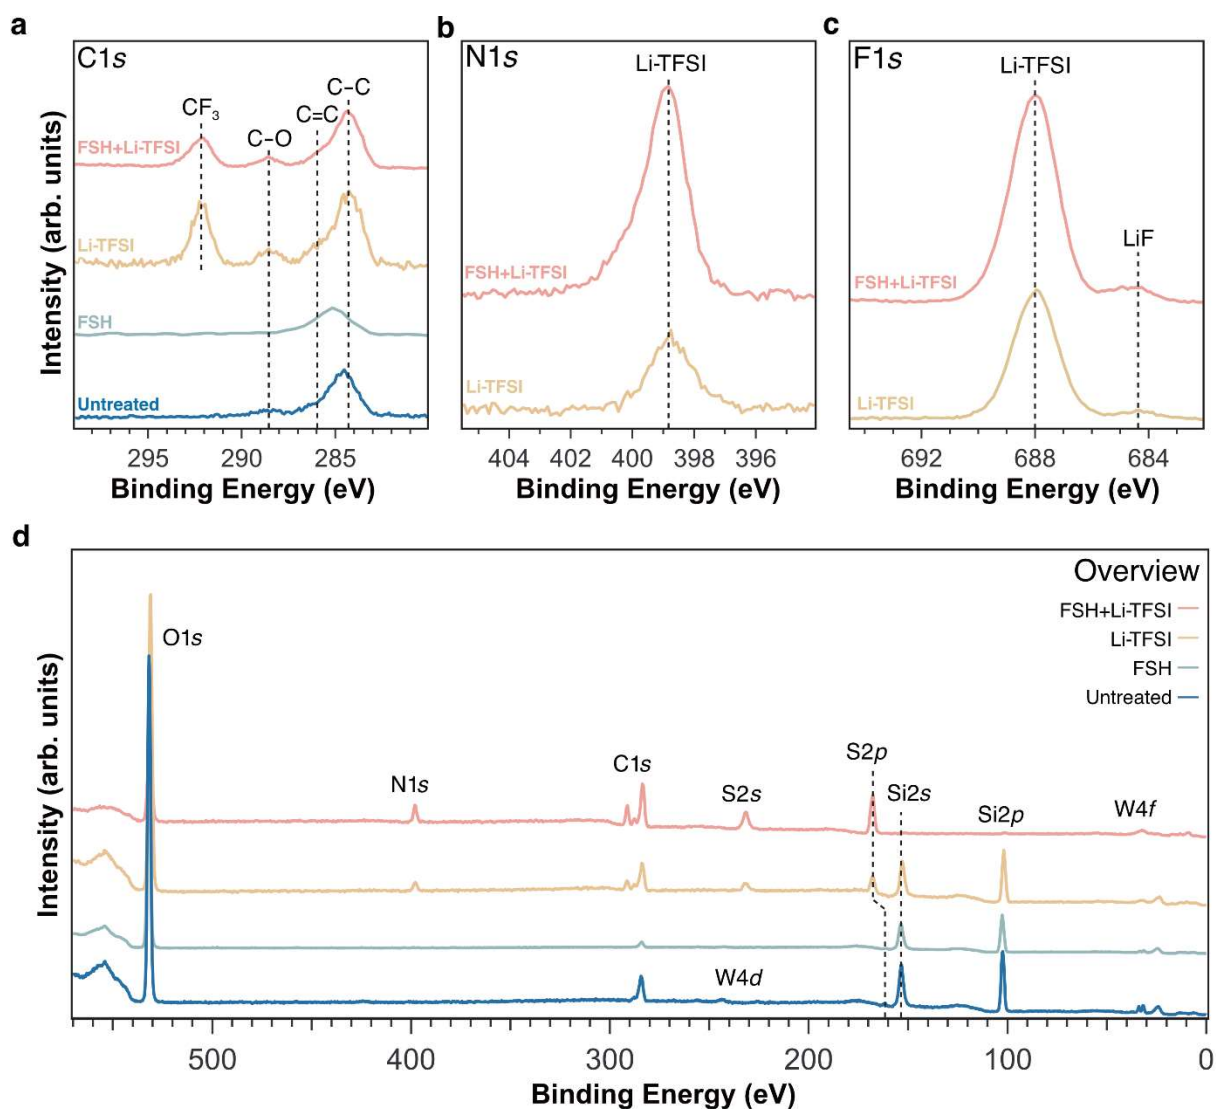 a
C1s
CF₃
C-O
C=C
C-C
FSH+Li-TFSI
Li-TFSI
FSH
Untreated
Intensity (arb. units)
295 290 285
Binding Energy (eV)
b
N1s
Li-TFSI
FSH+Li-TFSI
Li-TFSI
404 402 400 398 396
Binding Energy (eV)
c
F1s
Li-TFSI
LiF
FSH+Li-TFSI
Li-TFSI
692 688 684
Binding Energy (eV)
d
Overview
FSH+Li-TFSI
Li-TFSI
FSH
Untreated
O1s
N1s
C1s
S2s
S2p
Si2s
Si2p
W4f
W4d
Intensity (arb. units)
500 400 300 200 100 0
Binding Energy (eV)